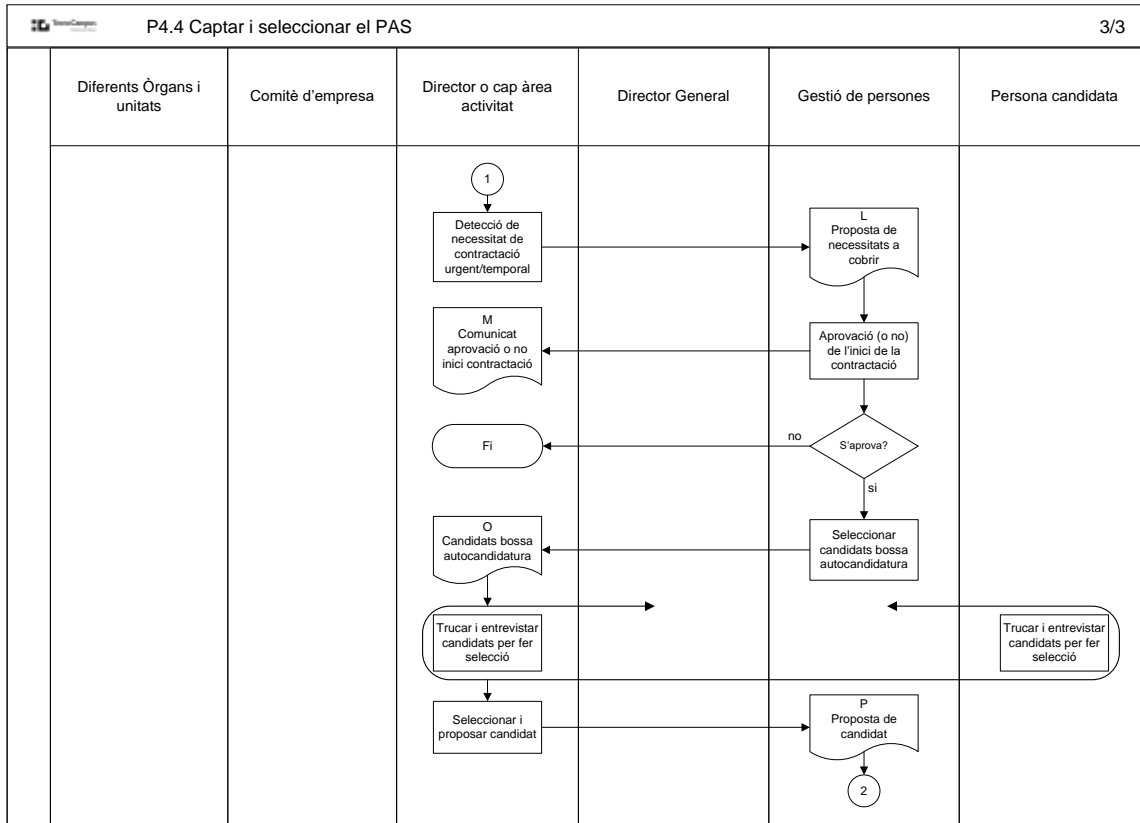 TecnoCampus
P4.4 Captar i seleccionar el PAS
3/3
Diferents Òrgans i
unitats
Comitè d'empresa
Director o cap àrea
activitat
Director General
Gestió de persones
Persona candidata
1
Detecció de
necessitat de
contractació
urgent/temporal
L
Proposta de
necessitats a
cobrir
M
Comunicat
aprovació o no
inici contractació
Aprovació (o no)
de l'inici de la
contractació
Fi
no
S'aprova?
si
O
Candidats bossa
autocandidatura
Seleccionar
candidats bossa
autocandidatura
Trucar i entrevistar
candidats per fer
selecció
Trucar i entrevistar
candidats per fer
selecció
Seleccionar i
proposar candidat
P
Proposta de
candidat
2